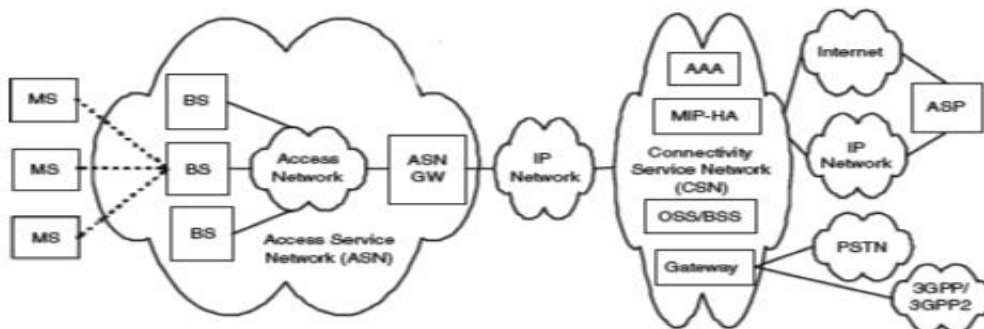 MS
MS
MS
BS
BS
BS
Access
Network
ASN
GW
Access Service
Network (ASN)
IP
Network
AAA
MIP-HA
Connectivity
Service Network
(CSN)
OSS/BSS
Gateway
Internet
IP
Network
ASP
PSTN
3GPP/
3GPP2